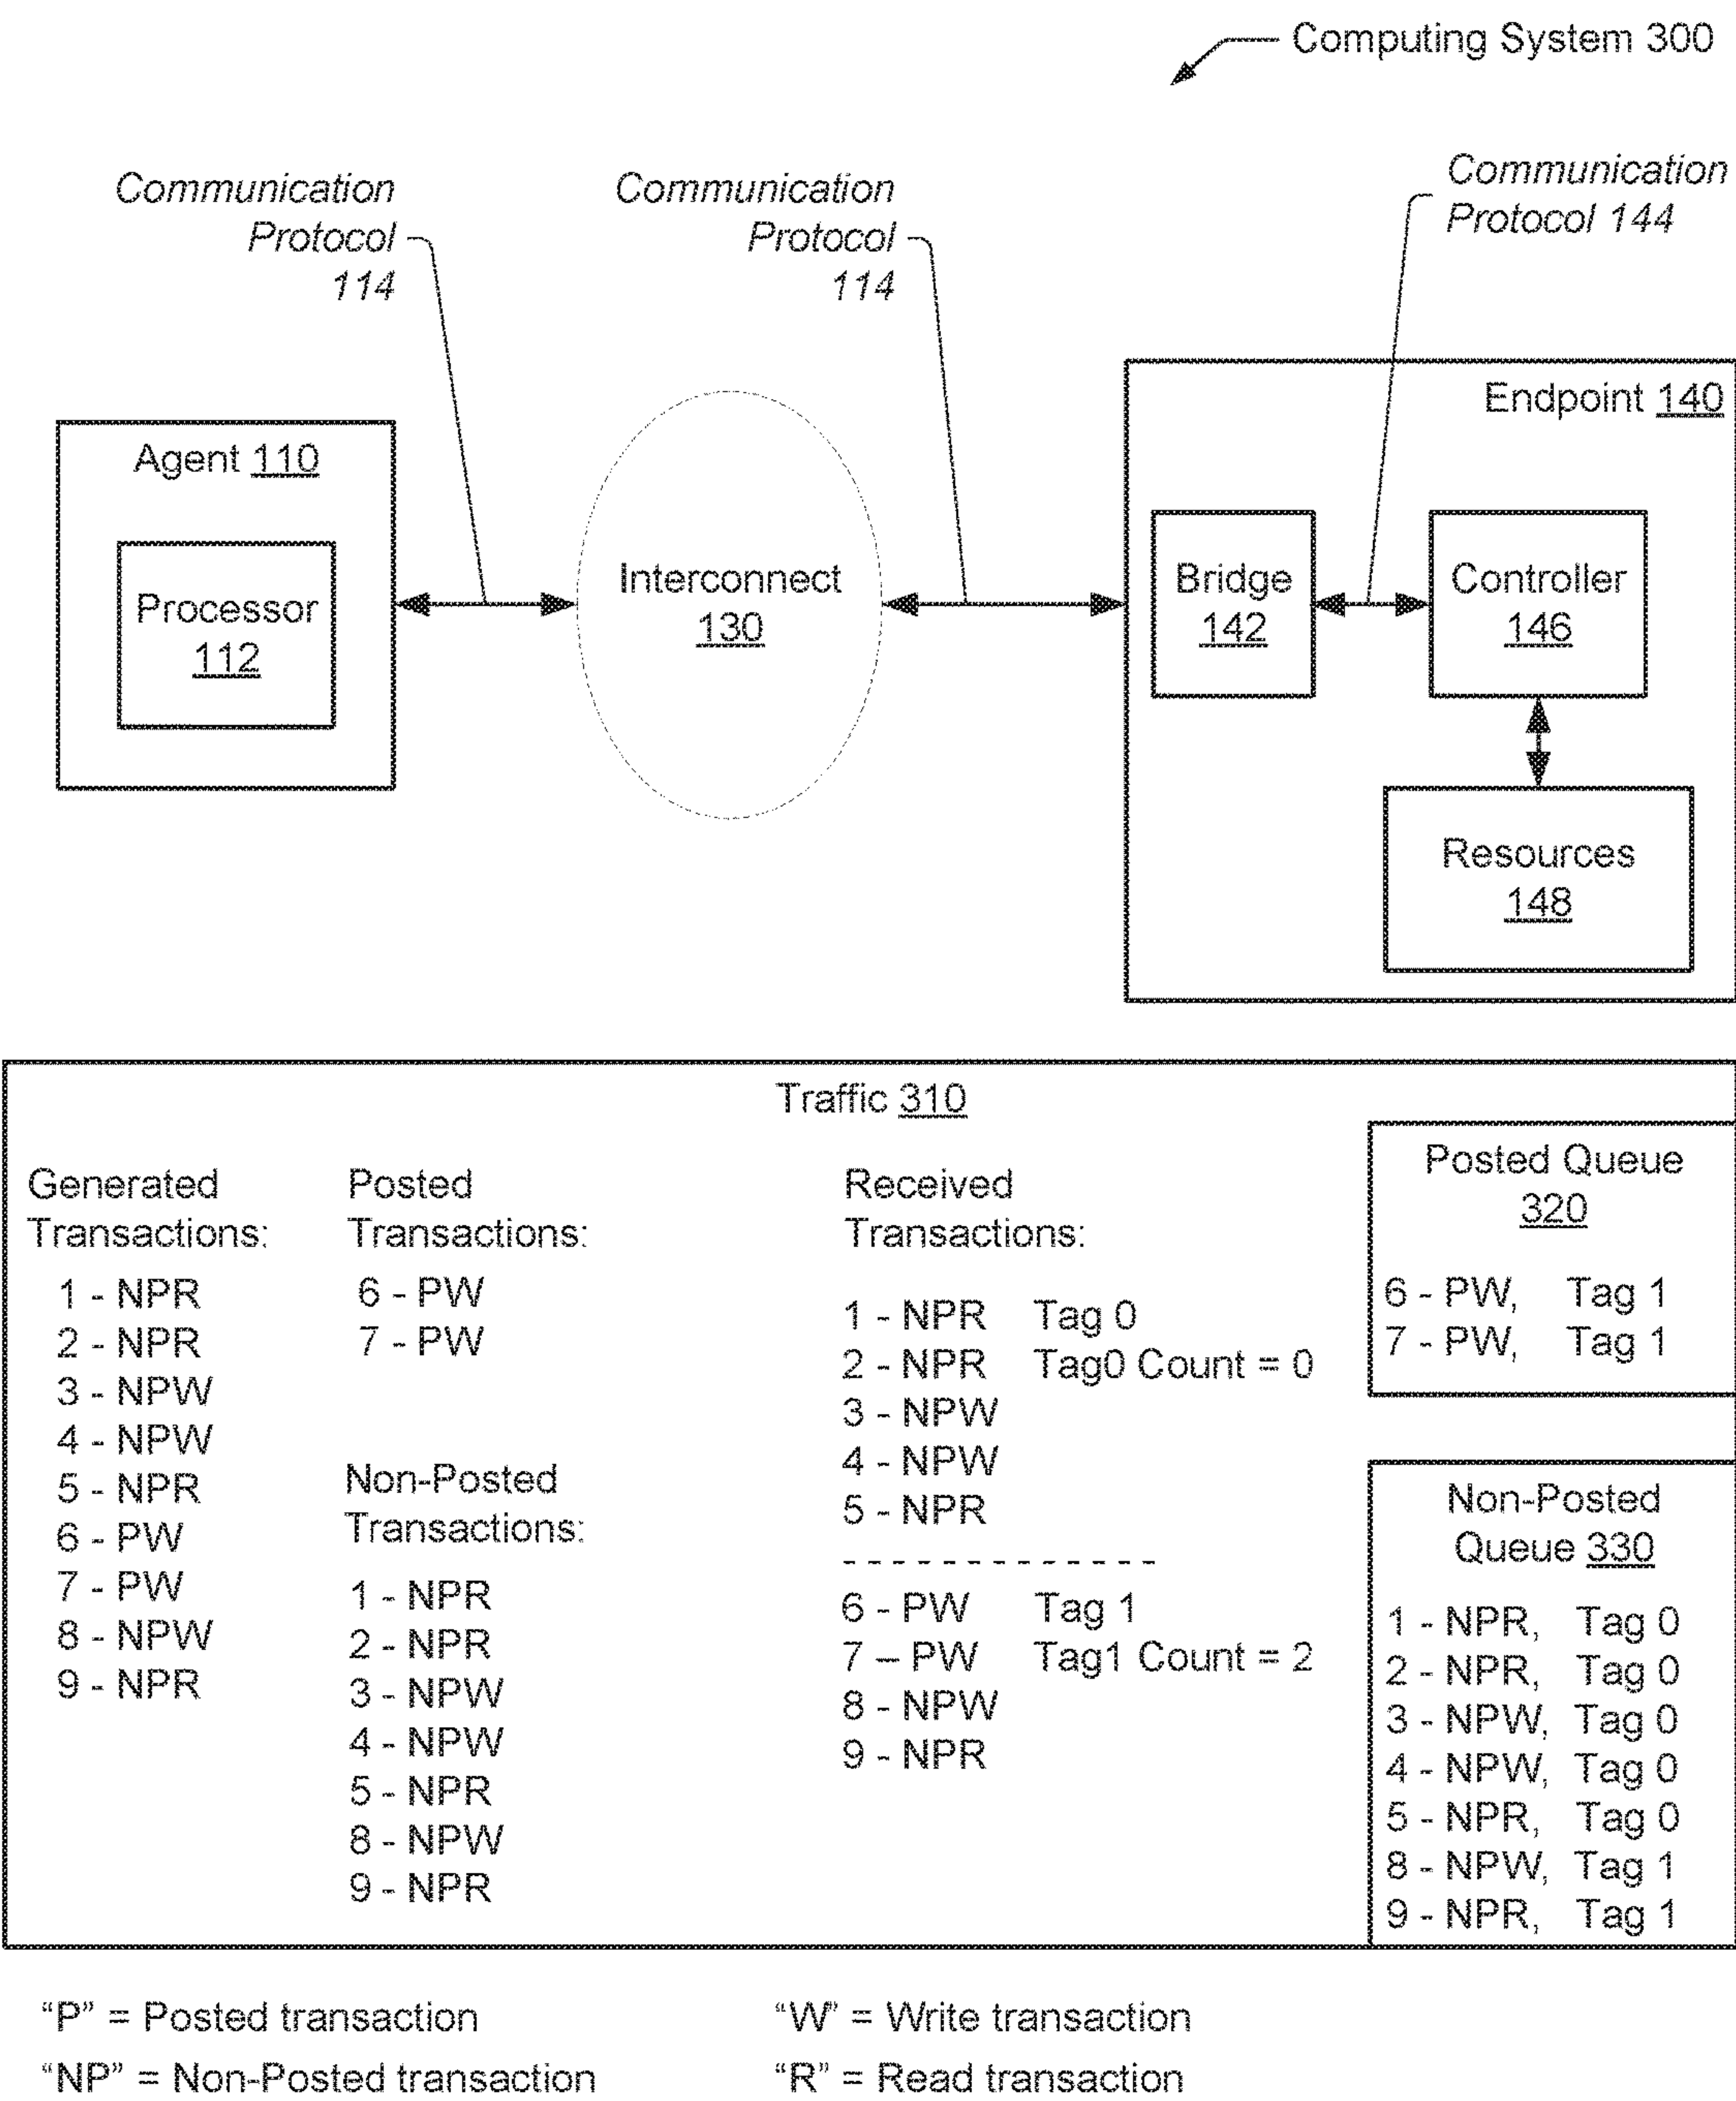 Computing System 300
Communication
Protocol
114
Communication
Protocol
114
Communication
Protocol 144
Agent 110
Processor
112
Interconnect
130
Endpoint 140
Bridge
142
Controller
146
Resources
148
Traffic 310
Generated
Transactions:
1 - NPR
2 - NPR
3 - NPW
4 - NPW
5 - NPR
6 - PW
7 - PW
8 - NPW
9 - NPR
Posted
Transactions:
6 - PW
7 - PW
Non-Posted
Transactions:
1 - NPR
2 - NPR
3 - NPW
4 - NPW
5 - NPR
8 - NPW
9 - NPR
Received
Transactions:
1 - NPR Tag 0
2 - NPR Tag0 Count = 0
3 - NPW
4 - NPW
5 - NPR
- - - - - - - - - - - - -
6 - PW Tag 1
7 – PW Tag1 Count = 2
8 - NPW
9 - NPR
Posted Queue
320
6 - PW, Tag 1
7 - PW, Tag 1
Non-Posted
Queue 330
1 - NPR, Tag 0
2 - NPR, Tag 0
3 - NPW, Tag 0
4 - NPW, Tag 0
5 - NPR, Tag 0
8 - NPW, Tag 1
9 - NPR, Tag 1
“P” = Posted transaction
“W” = Write transaction
“NP” = Non-Posted transaction
“R” = Read transaction